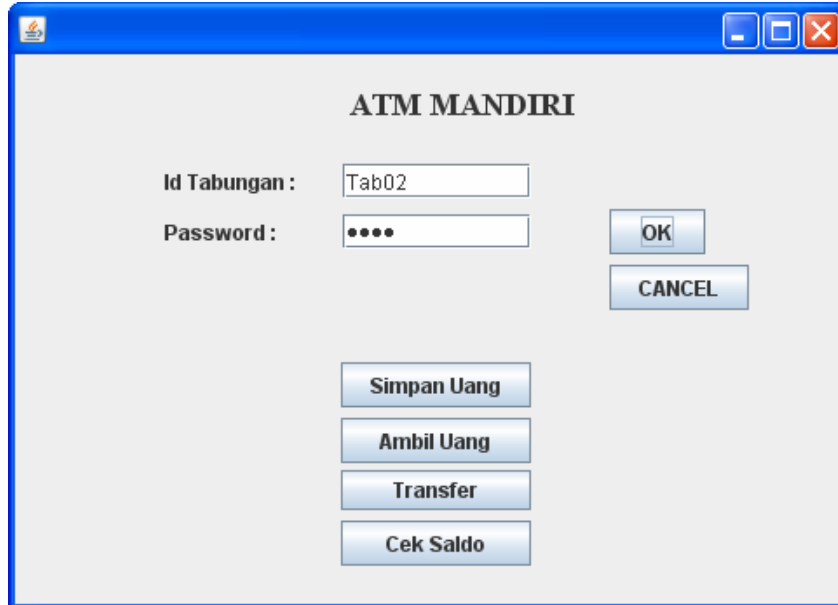 ATM MANDIRI
Id Tabungan : Tab02
Password : ●●●● OK
CANCEL
Simpan Uang
Ambil Uang
Transfer
Cek Saldo